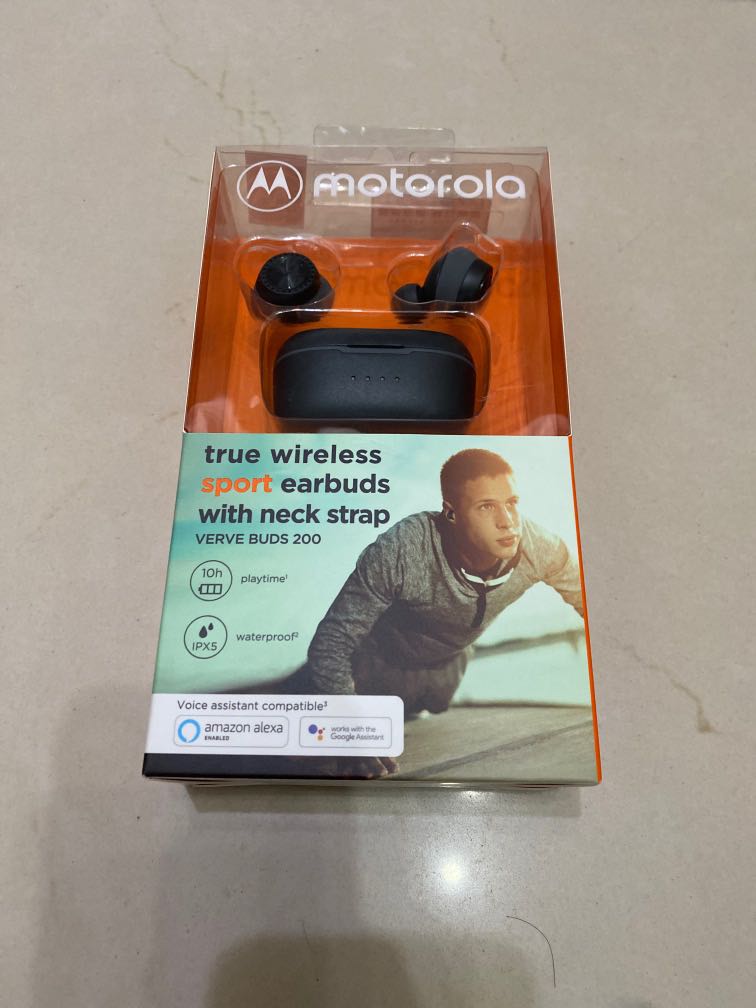 motorola
true wireless
sport earbuds
with neck strap
VERVE BUDS 200
10h
playtime¹
IPX5
waterproof²
Voice assistant compatible³
amazon alexa
ENABLED
works with the
Google Assistant